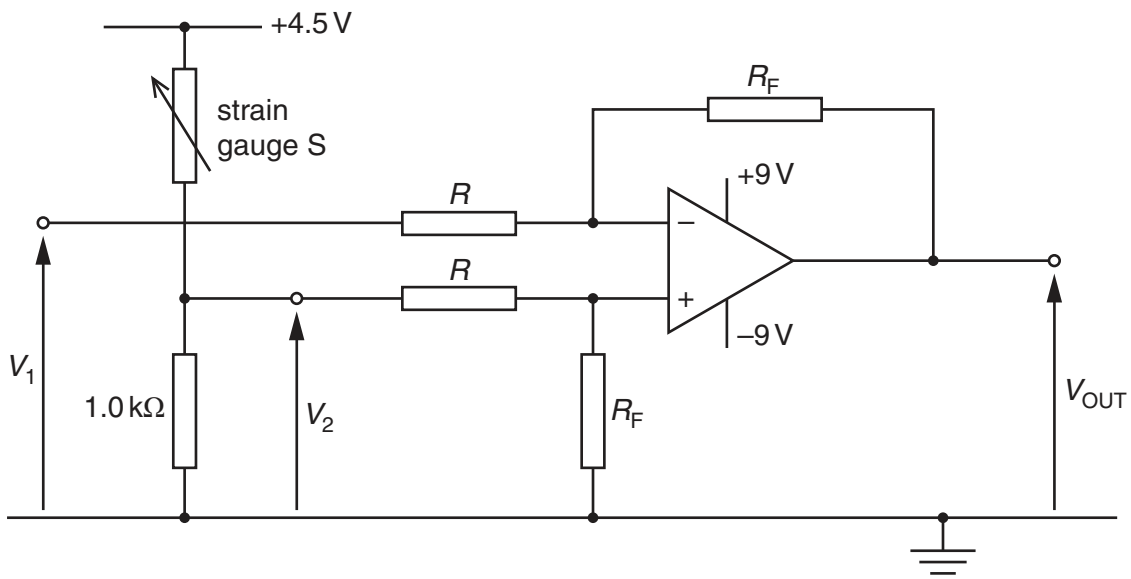 +4.5 V
strain
gauge S
R_F
+9 V
R
−
R
+
−9 V
V_1
1.0 kΩ
V_2
R_F
V_OUT